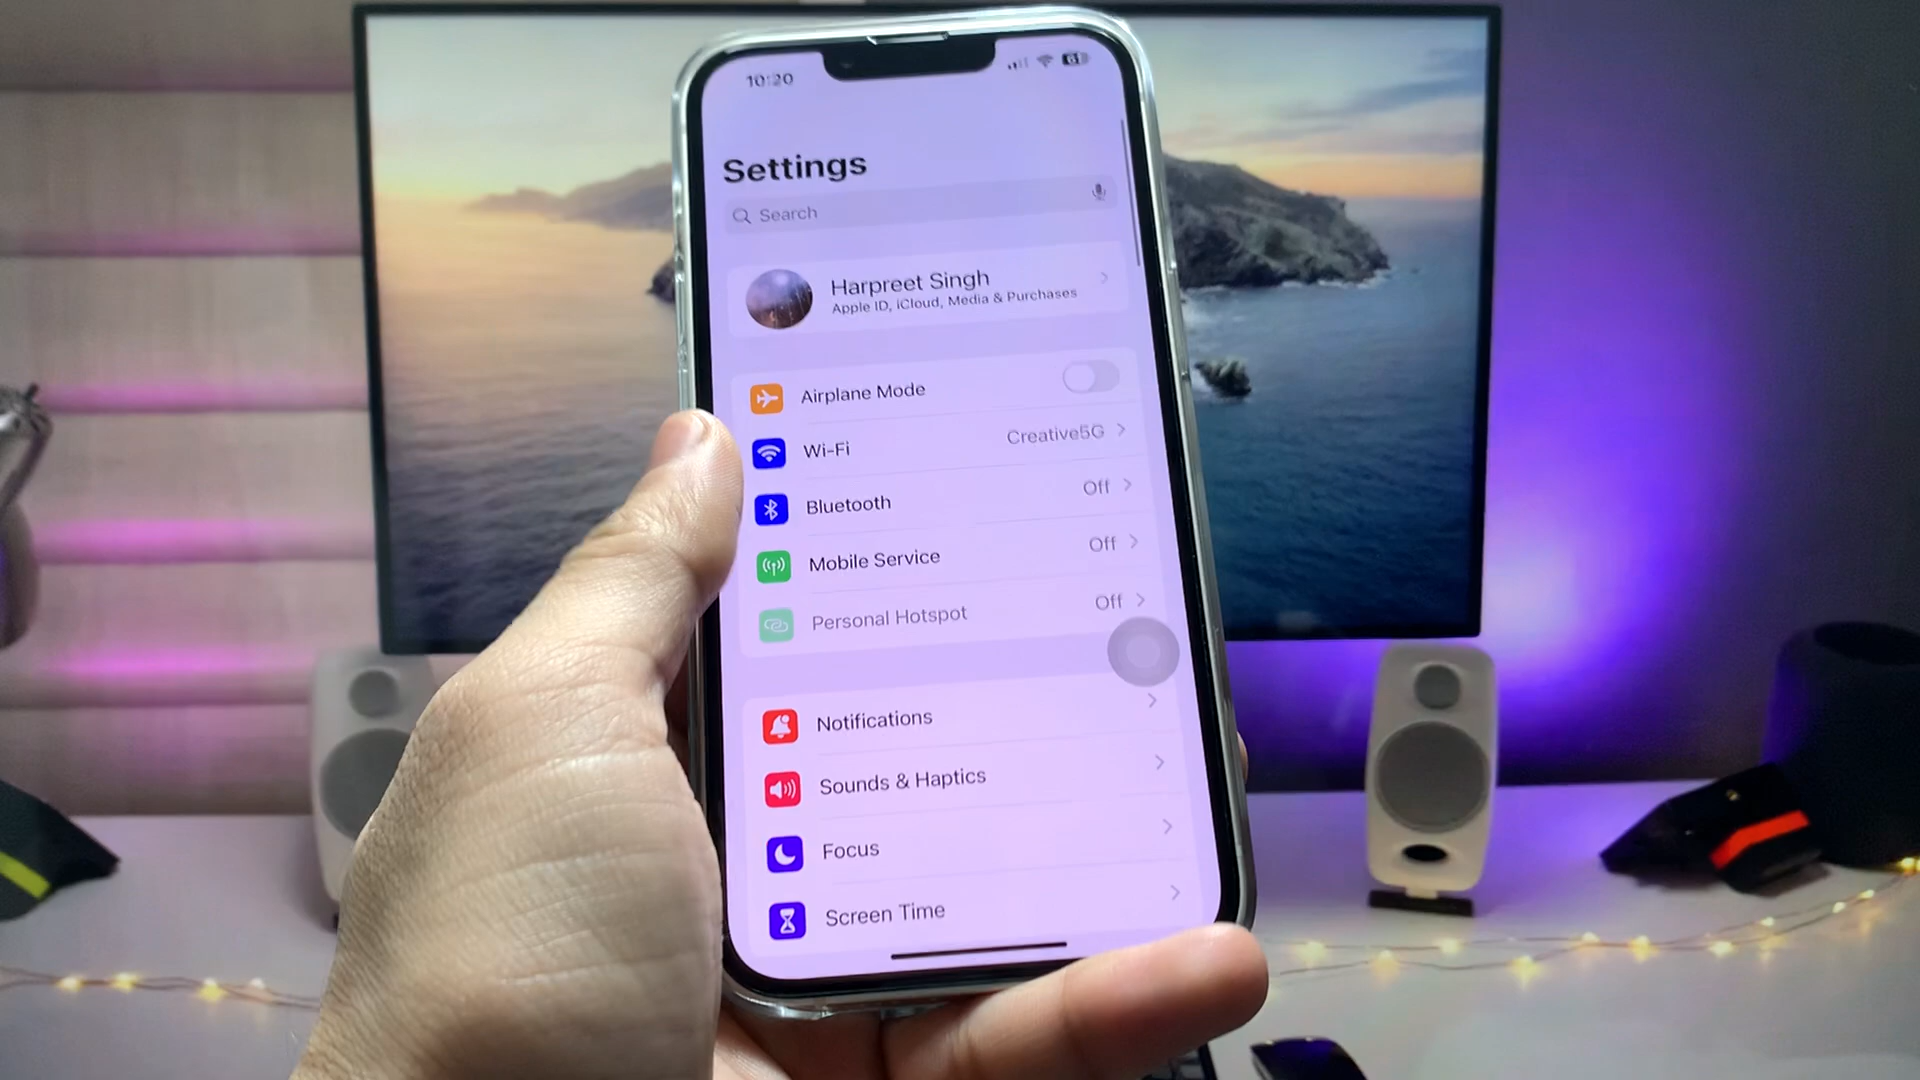 10:20
61
Settings
Search
Harpreet Singh
Apple ID, iCloud, Media & Purchases
Airplane Mode
Wi-Fi Creative5G
Bluetooth Off
Mobile Service Off
Personal Hotspot Off
Notifications
Sounds & Haptics
Focus
Screen Time